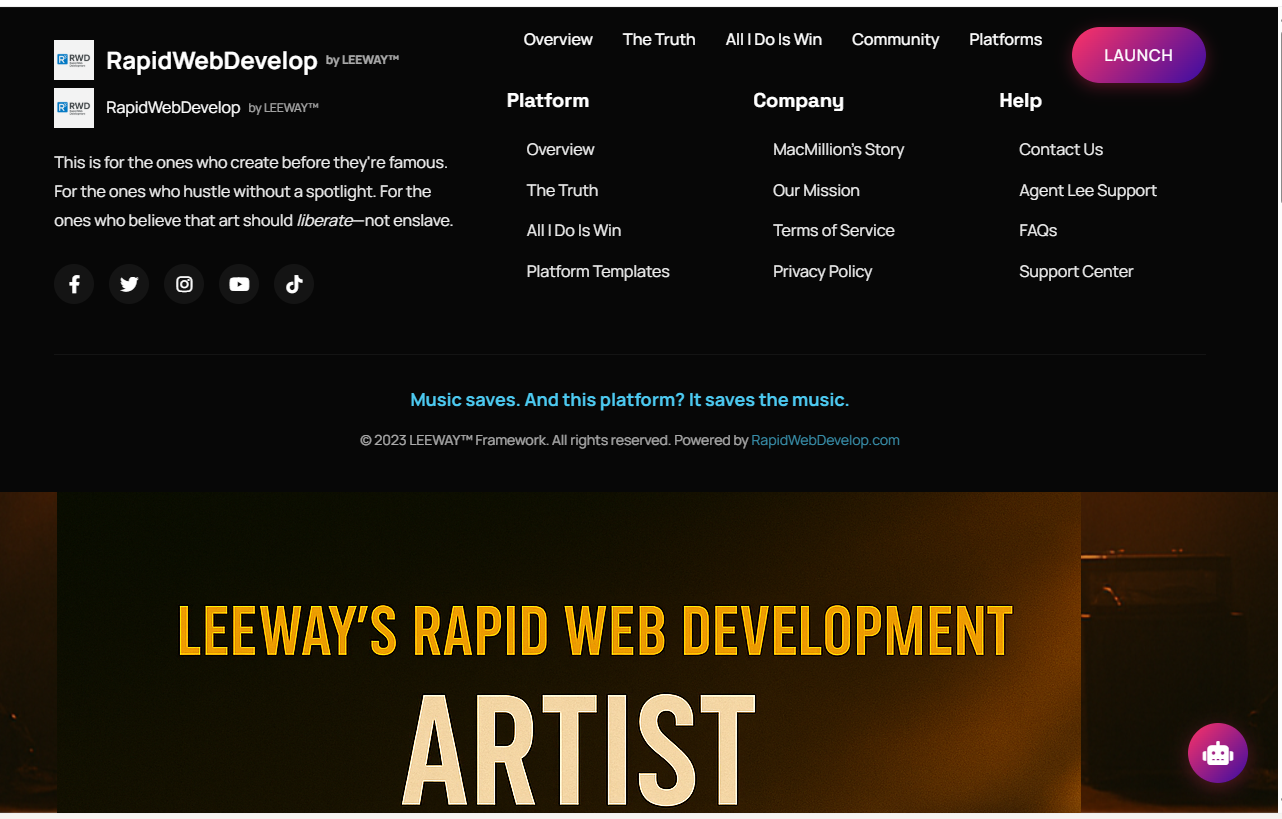 Overview The Truth All I Do Is Win Community Platforms LAUNCH
RWD RapidWebDevelop by LEEWAY™
RWD RapidWebDevelop by LEEWAY™
This is for the ones who create before they're famous.
For the ones who hustle without a spotlight. For the
ones who believe that art should liberate—not enslave.
Platform
Overview
The Truth
All I Do Is Win
Platform Templates
Company
MacMillion's Story
Our Mission
Terms of Service
Privacy Policy
Help
Contact Us
Agent Lee Support
FAQs
Support Center
Music saves. And this platform? It saves the music.
© 2023 LEEWAY™ Framework. All rights reserved. Powered by RapidWebDevelop.com
LEEWAY'S RAPID WEB DEVELOPMENT
ARTIST